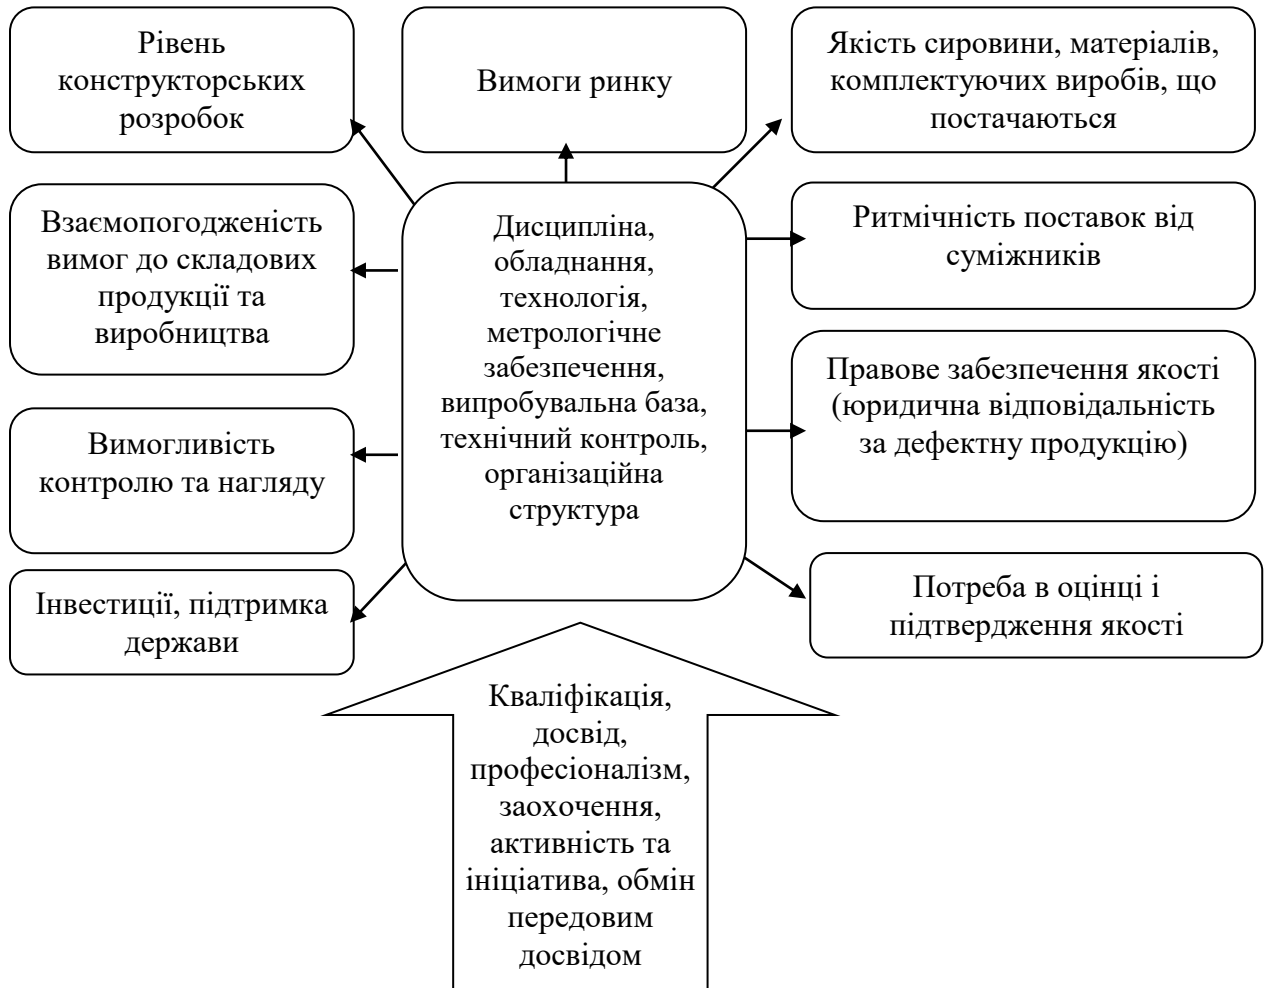 Рівень
конструкторських
розробок
Вимоги ринку
Якість сировини, матеріалів,
комплектуючих виробів, що
постачаються
Взаємопогодженість
вимог до складових
продукції та
виробництва
Дисципліна,
обладнання,
технологія,
метрологічне
забезпечення,
випробувальна база,
технічний контроль,
організаційна
структура
Ритмічність поставок від
суміжників
Правове забезпечення якості
(юридична відповідальність
за дефектну продукцію)
Вимогливість
контролю та нагляду
Інвестиції, підтримка
держави
Потреба в оцінці і
підтвердження якості
Кваліфікація,
досвід,
професіоналізм,
заохочення,
активність та
ініціатива, обмін
передовим
досвідом